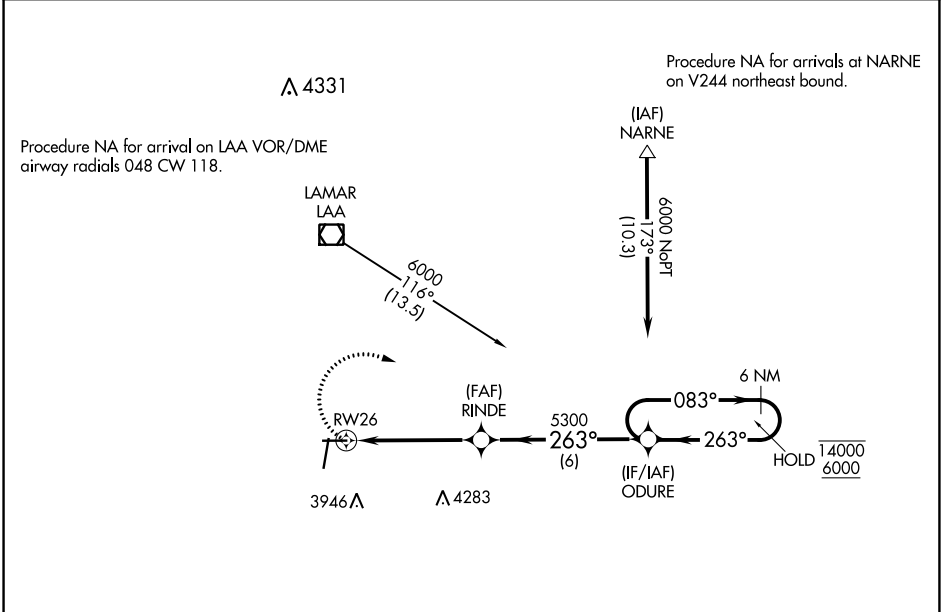 Procedure NA for arrivals at NARNE
on V244 northeast bound.
4331
(IAF)
NARNE
Procedure NA for arrival on LAA VOR/DME
airway radials 048 CW 118.
LAMAR
LAA
6000 NoPT
173°
(10.3)
6000
116°
(13.5)
6 NM
(FAF)
RINDE
083°
RW26
5300
263°
(6)
263°
HOLD
14000
6000
(IF/IAF)
ODURE
3946
4283